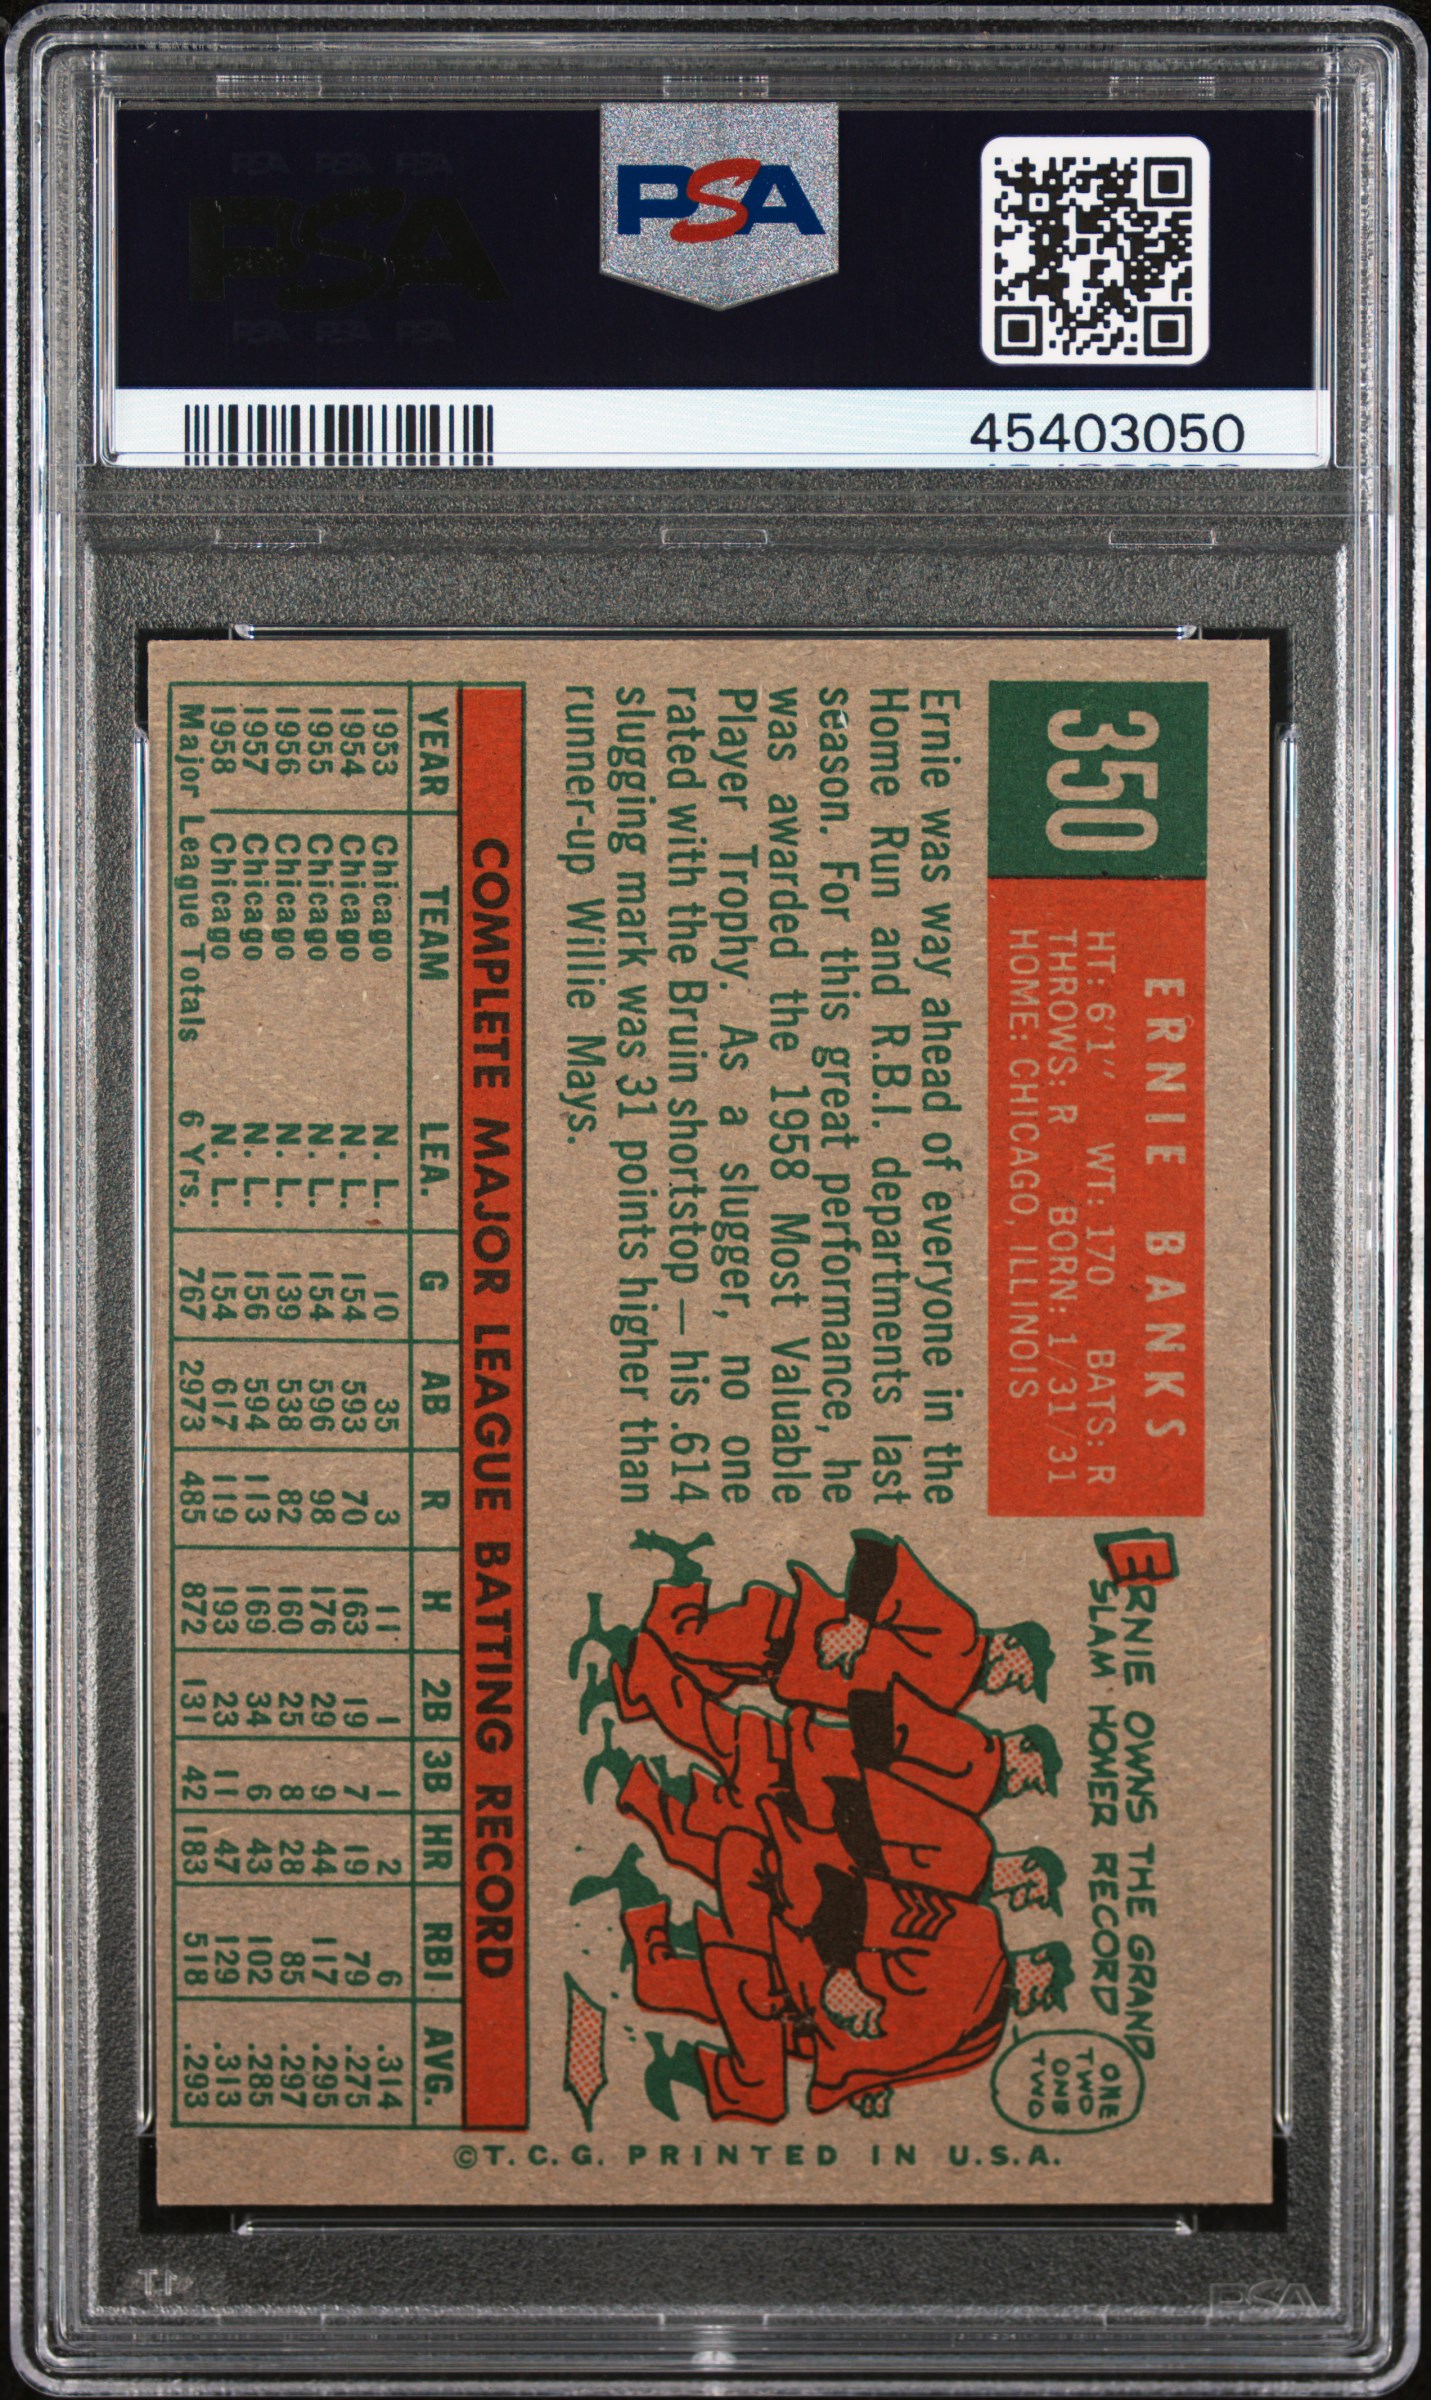 PSA
45403050
350
ERNIE BANKS
HT: 6'1" WT: 170 BATS: R
THROWS: R BORN: 1/31/31
HOME: CHICAGO, ILLINOIS
Ernie was way ahead of everyone in the
Home Run and R.B.I. departments last
season. For this great performance, he
was awarded the 1958 Most Valuable
Player Trophy. As a slugger, no one
rated with the Bruin shortstop — his .614
slugging mark was 31 points higher than
runner-up Willie Mays.
ERNIE OWNS THE GRAND
SLAM HOMER RECORD
ONE
TWO
ONE
TWO
COMPLETE MAJOR LEAGUE BATTING RECORD
YEAR TEAM LEA. G AB R H 2B 3B HR RBI AVG.
1953 Chicago N. L. 10 35 3 11 1 1 2 6 .314
1954 Chicago N. L. 154 593 70 163 19 7 19 79 .275
1955 Chicago N. L. 154 596 98 176 29 9 44 117 .295
1956 Chicago N. L. 139 538 82 160 25 8 28 85 .297
1957 Chicago N. L. 156 594 113 169 34 6 43 102 .285
1958 Chicago N. L. 154 617 119 193 23 11 47 129 .313
Major League Totals 6 Yrs. 767 2973 485 872 131 42 183 518 .293
©T.C.G. PRINTED IN U.S.A.
PSA